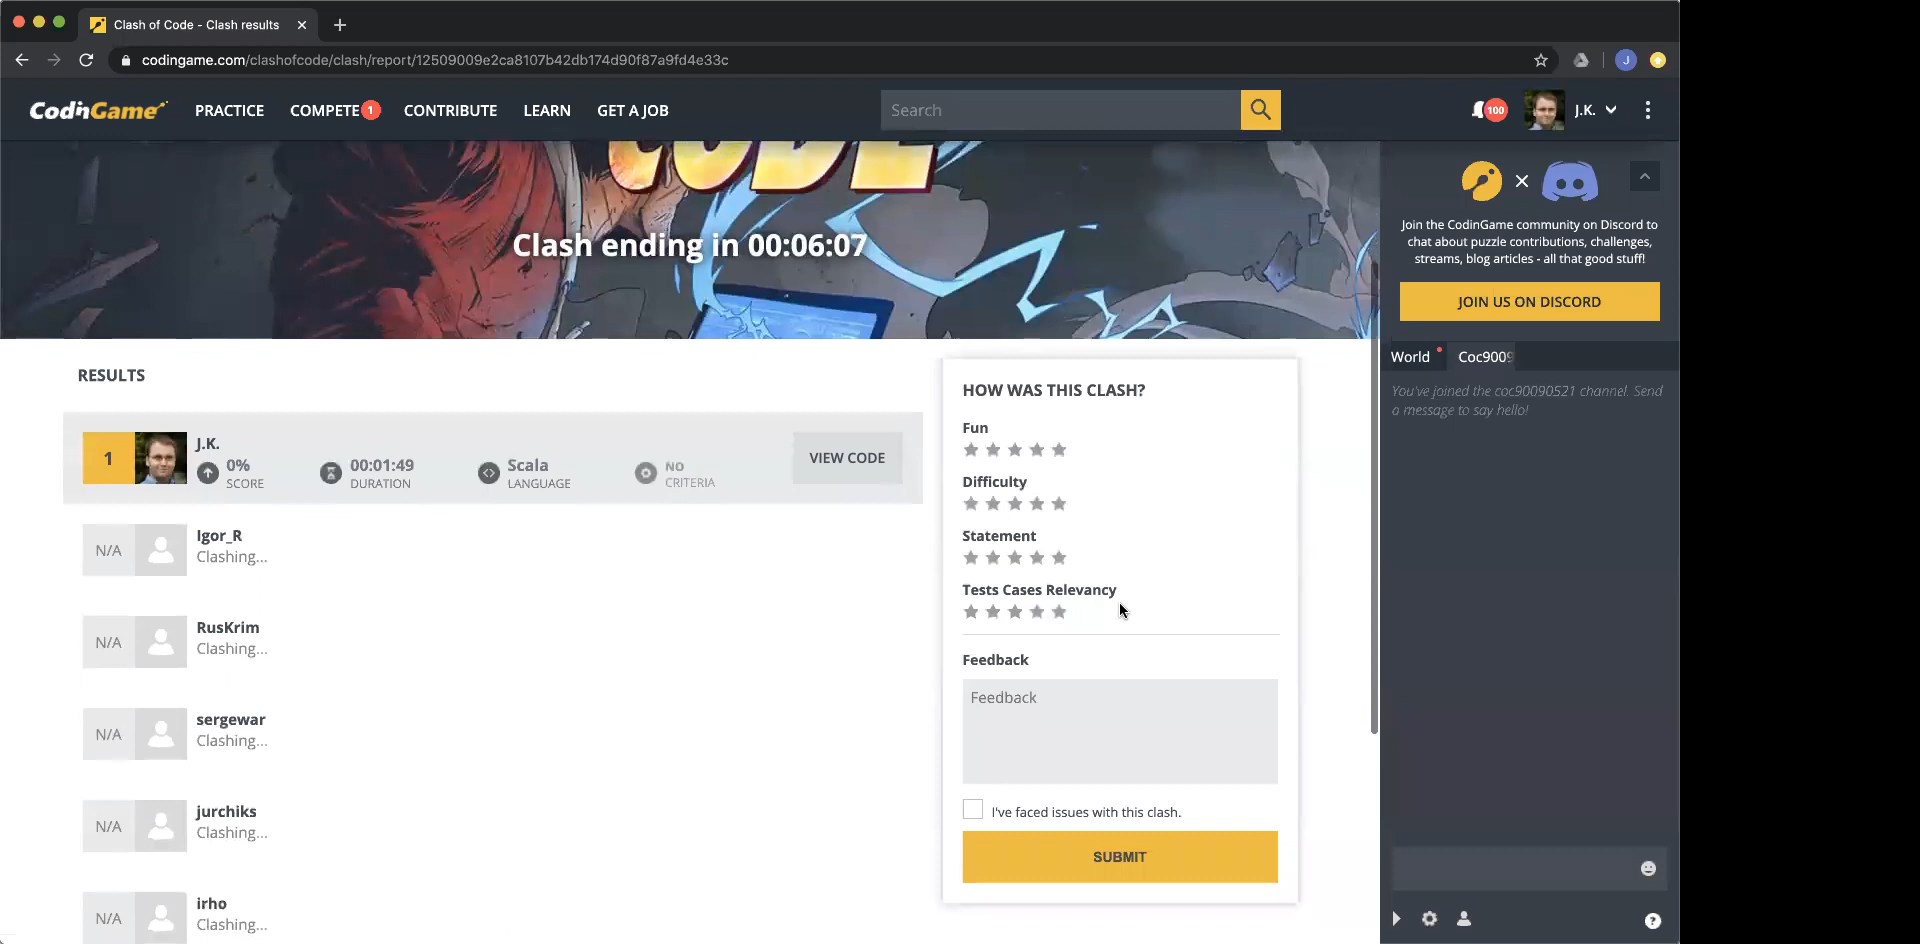 Clash of Code - Clash results
codingame.com/clashofcode/clash/report/12509009e2ca8107b42db174d90f87a9fd4e33c
J
CodinGame
PRACTICE
COMPETE 1
CONTRIBUTE
LEARN
GET A JOB
Search
100
J.K.
CODE
Clash ending in 00:06:07
Join the CodinGame community on Discord to
chat about puzzle contributions, challenges,
streams, blog articles - all that good stuff!
JOIN US ON DISCORD
World
Coc9009
You've joined the coc90090521 channel. Send
a message to say hello!
RESULTS
1
J.K.
0%
SCORE
00:01:49
DURATION
Scala
LANGUAGE
NO
CRITERIA
VIEW CODE
N/A
Igor_R
Clashing...
N/A
RusKrim
Clashing...
N/A
sergewar
Clashing...
N/A
jurchiks
Clashing...
N/A
irho
Clashing...
HOW WAS THIS CLASH?
Fun
Difficulty
Statement
Tests Cases Relevancy
Feedback
Feedback
I've faced issues with this clash.
SUBMIT